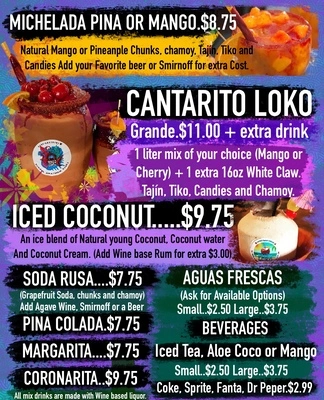 MICHELADA PINA OR MANGO.$8.75
Natural Mango or Pineanple Chunks, chamoy, Tajin, Tiko and
Candies Add your Favorite beer or Smirnoff for extra Cost.
CANTARITO LOKO
Grande.$11.00 + extra drink
1 liter mix of your choice (Mango or
Cherry) + 1 extra 16oz White Claw.
Tajín, Tiko, Candies and Chamoy.
ICED COCONUT.....$9.75
An ice blend of Natural young Coconut, Coconut water
And Coconut Cream. (Add Wine base Rum for extra $3.00)
SODA RUSA....$7.75
(Grapefruit Soda, chunks and chamoy)
Add Agave Wine, Smirnoff or a Beer
PINA COLADA.$7.75
MARGARITA....$7.75
CORONARITA..$9.75
All mix drinks are made with Wine based liquor.
AGUAS FRESCAS
(Ask for Available Options)
Small..$2.50 Large..$3.75
BEVERAGES
Iced Tea, Aloe Coco or Mango
Small..$2.50 Large..$3.75
Coke, Sprite, Fanta, Dr Peper.$2.99